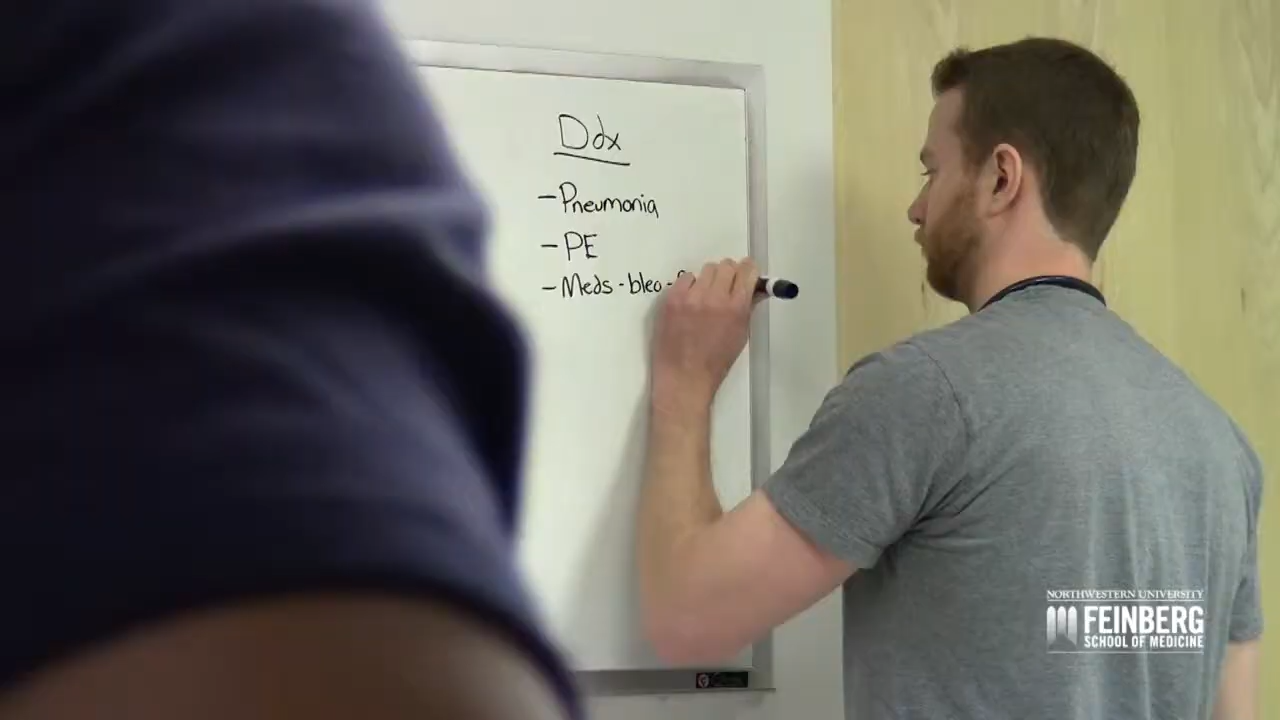 Ddx
– Pneumonia
– PE
– Meds - bleo -
NORTHWESTERN UNIVERSITY
FEINBERG
SCHOOL OF MEDICINE